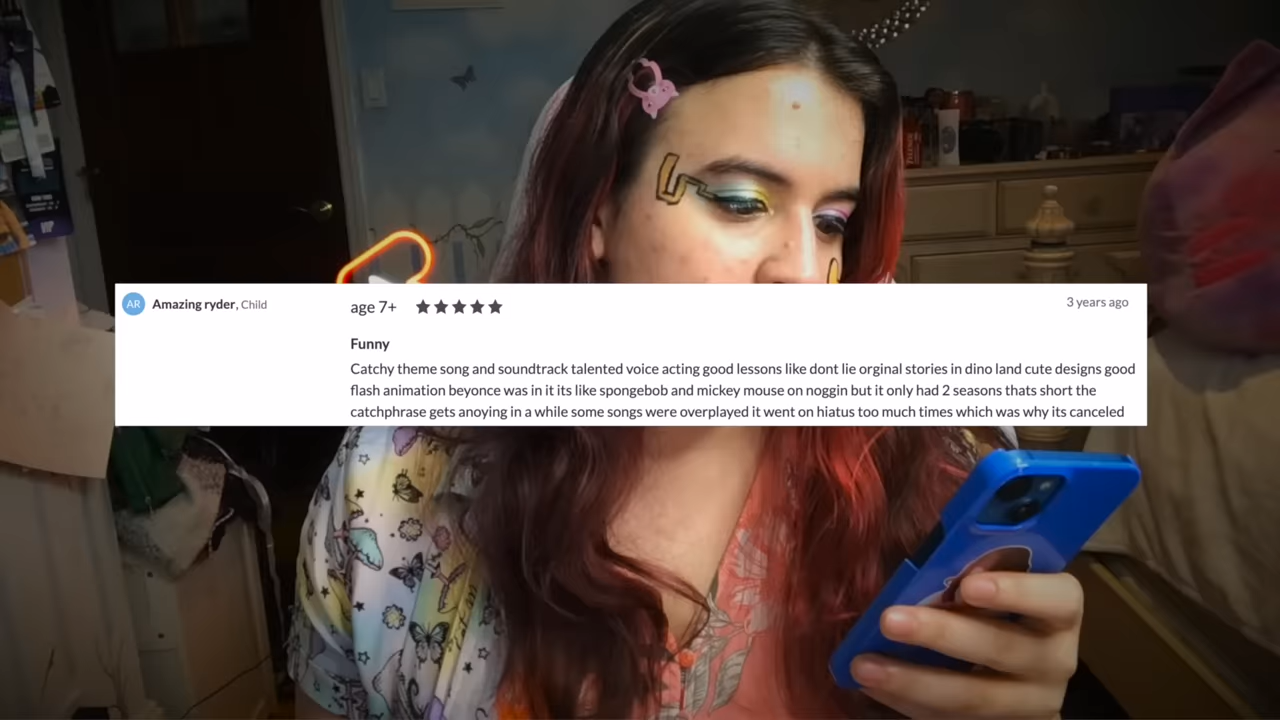 VIP
AR Amazing ryder, Child age 7+ 3 years ago
Funny
Catchy theme song and soundtrack talented voice acting good lessons like dont lie orginal stories in dino land cute designs good
flash animation beyonce was in it its like spongebob and mickey mouse on noggin but it only had 2 seasons thats short the
catchphrase gets anoying in a while some songs were overplayed it went on hiatus too much times which was why its canceled